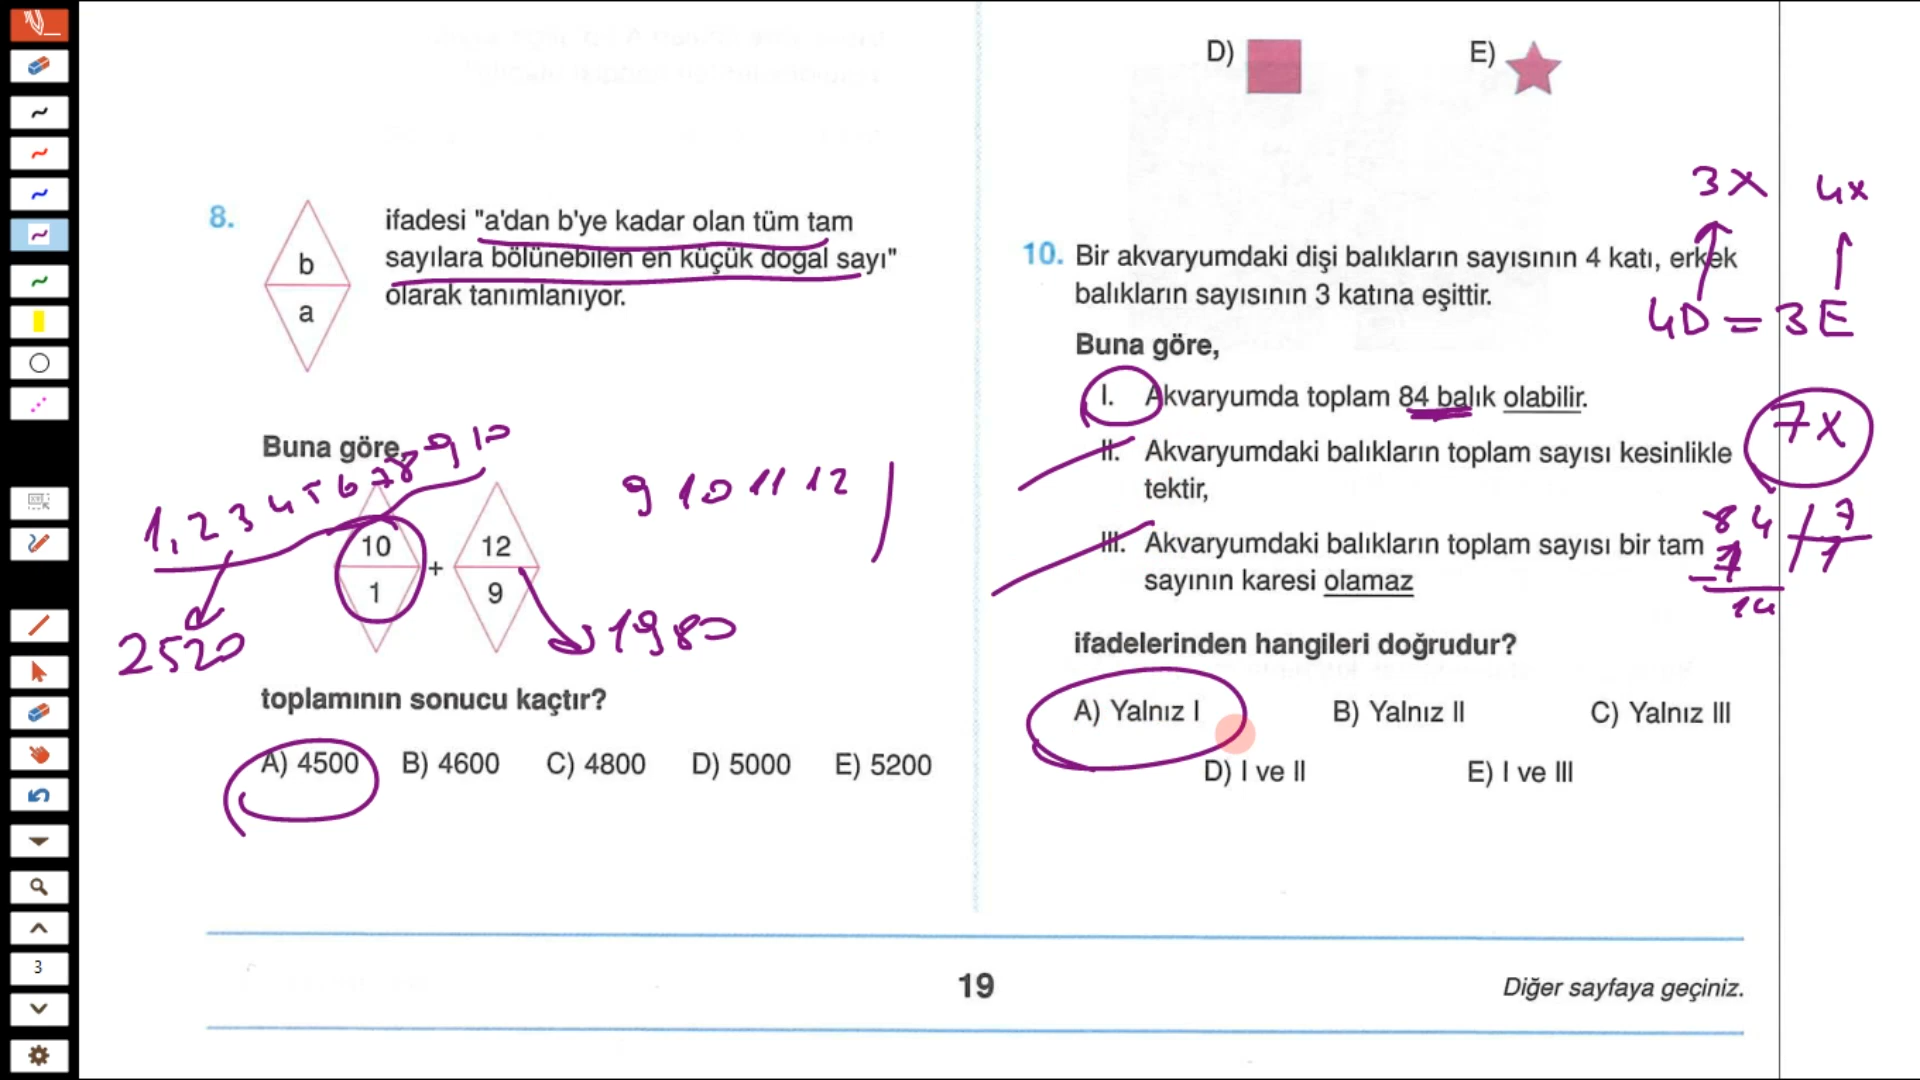 8.
b
a
ifadesi "a'dan b'ye kadar olan tüm tam
sayılara bölünebilen en küçük doğal sayı"
olarak tanımlanıyor.
Buna göre,
1, 2 3 4 5 6 7 8 9 10
9 10 11 12
10
1
+
12
9
2520
1980
toplamının sonucu kaçtır?
A) 4500 B) 4600 C) 4800 D) 5000 E) 5200
D) E)
3x 4x
10. Bir akvaryumdaki dişi balıkların sayısının 4 katı, erkek
balıkların sayısının 3 katına eşittir.
4D = 3E
Buna göre,
I. Akvaryumda toplam 84 balık olabilir.
7x
II. Akvaryumdaki balıkların toplam sayısı kesinlikle
tektir,
III. Akvaryumdaki balıkların toplam sayısı bir tam
sayının karesi olamaz
84 7
-7 1
14
ifadelerinden hangileri doğrudur?
A) Yalnız I B) Yalnız II C) Yalnız III
D) I ve II E) I ve III
19
Diğer sayfaya geçiniz.
3